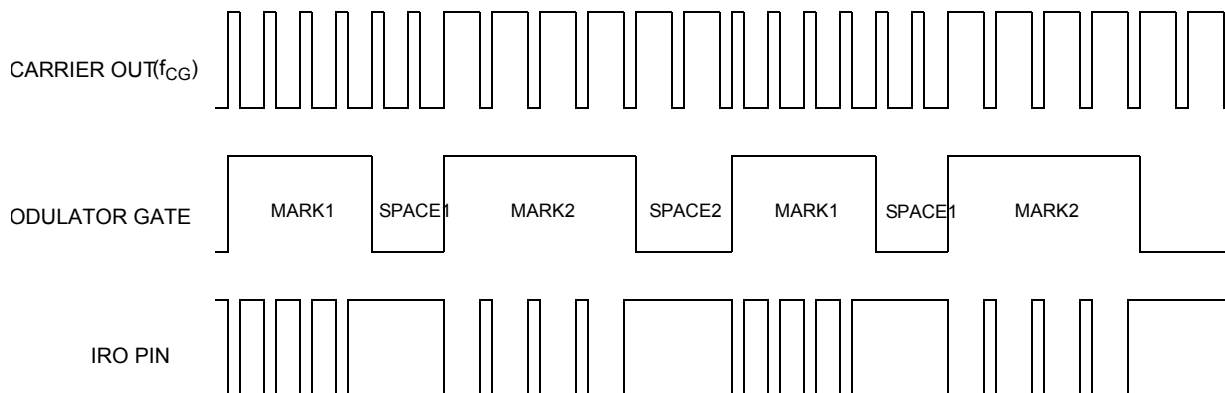 CARRIER OUT(fCG)
ODULATOR GATE
MARK1 SPACE1 MARK2 SPACE2 MARK1 SPACE1 MARK2
IRO PIN